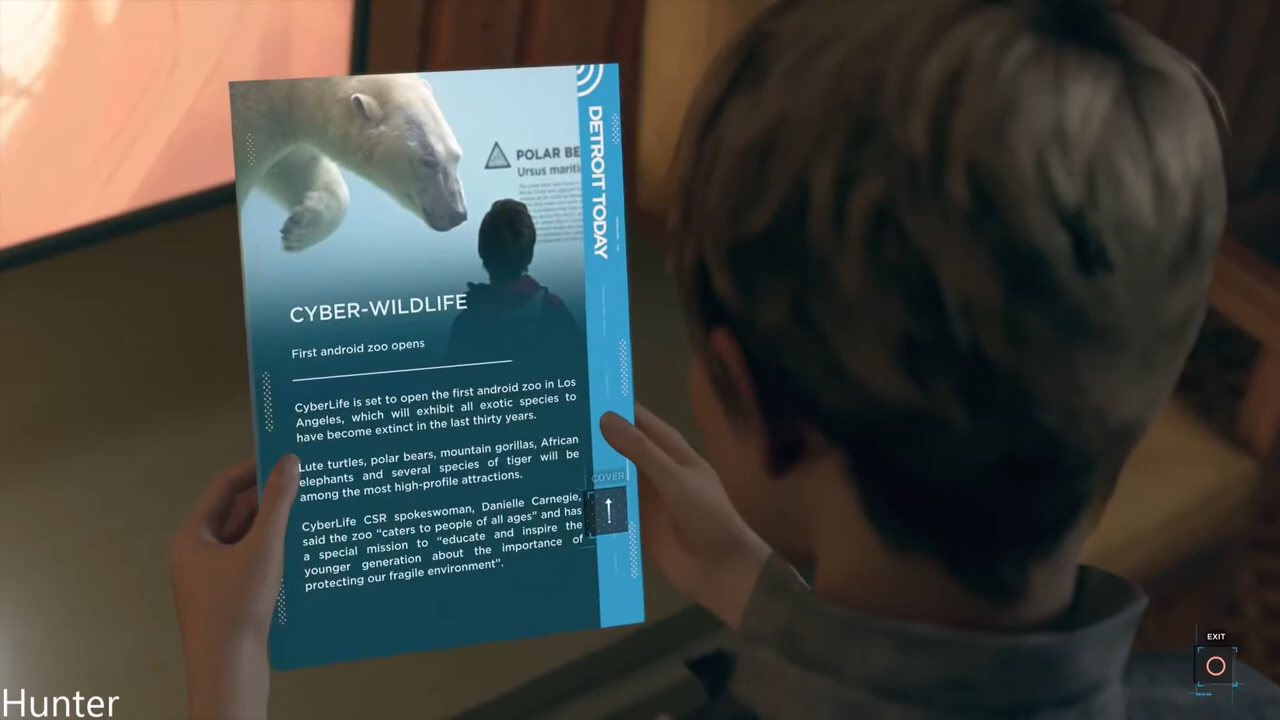 POLAR BE
Ursus mariti
DETROIT TODAY
CYBER-WILDLIFE
First android zoo opens
CyberLife is set to open the first android zoo in Los
Angeles, which will exhibit all exotic species to
have become extinct in the last thirty years.
Lute turtles, polar bears, mountain gorillas, African
elephants and several species of tiger will be
among the most high-profile attractions.
CyberLife CSR spokeswoman, Danielle Carnegie,
said the zoo “caters to people of all ages” and has
a special mission to “educate and inspire the
younger generation about the importance of
protecting our fragile environment”.
COVER
EXIT
Hunter